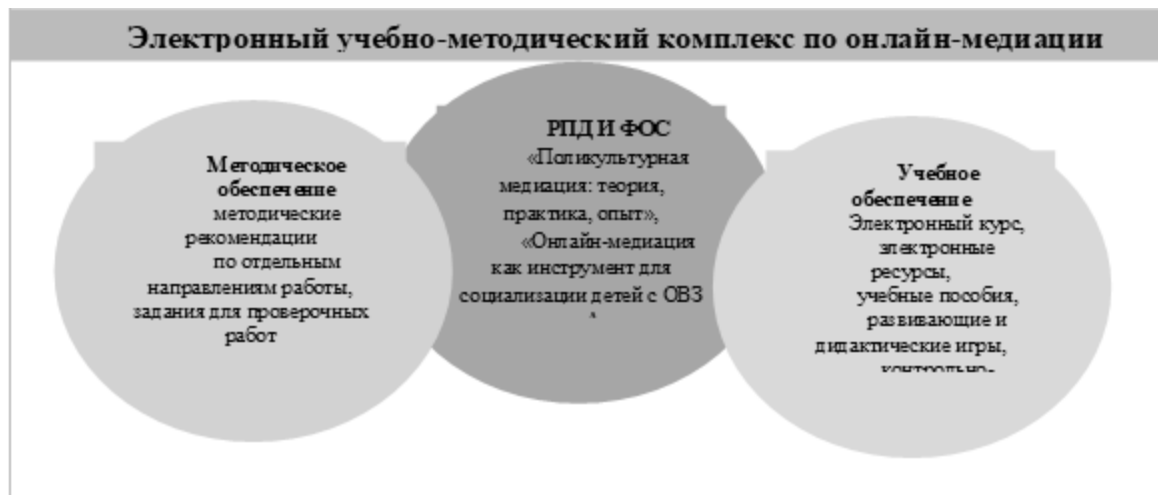 Электронный учебно-методический комплекс по онлайн-медиации
Методическое
обеспечение
методические
рекомендации
по отдельным
направлениям работы,
задания для проверочных
работ
РПД И ФОС
«Поликультурная
медиация: теория,
практика, опыт»,
«Онлайн-медиация
как инструмент для
социализации детей с ОВЗ
Учебное
обеспечение
Электронный курс,
электронные
ресурсы,
учебные пособия,
развивающие и
дидактические игры,
контрольно-